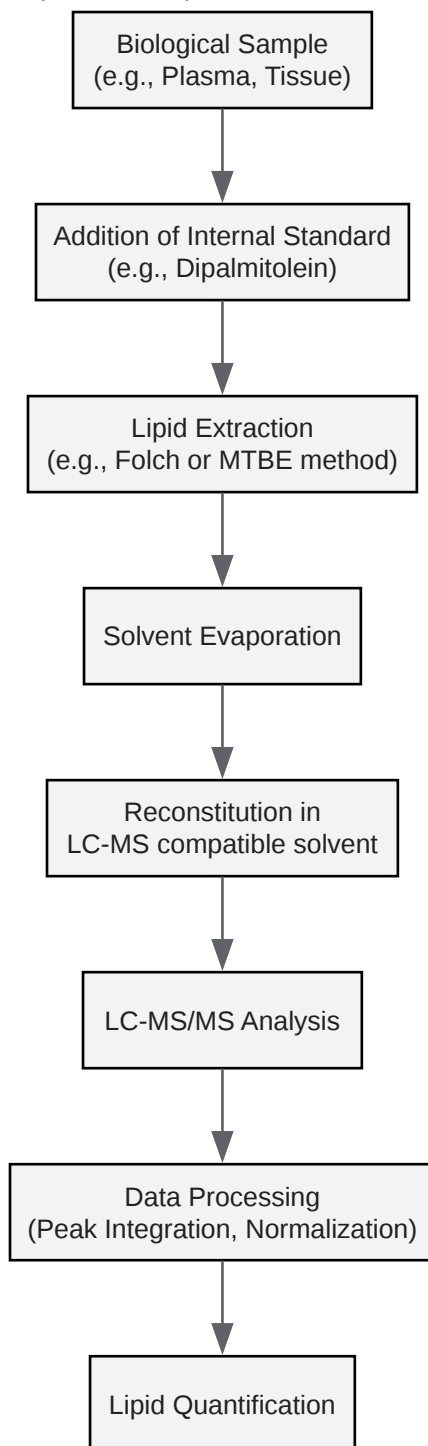 Biological Sample
(e.g., Plasma, Tissue)
Addition of Internal Standard
(e.g., Dipalmitolein)
Lipid Extraction
(e.g., Folch or MTBE method)
Solvent Evaporation
Reconstitution in
LC-MS compatible solvent
LC-MS/MS Analysis
Data Processing
(Peak Integration, Normalization)
Lipid Quantification